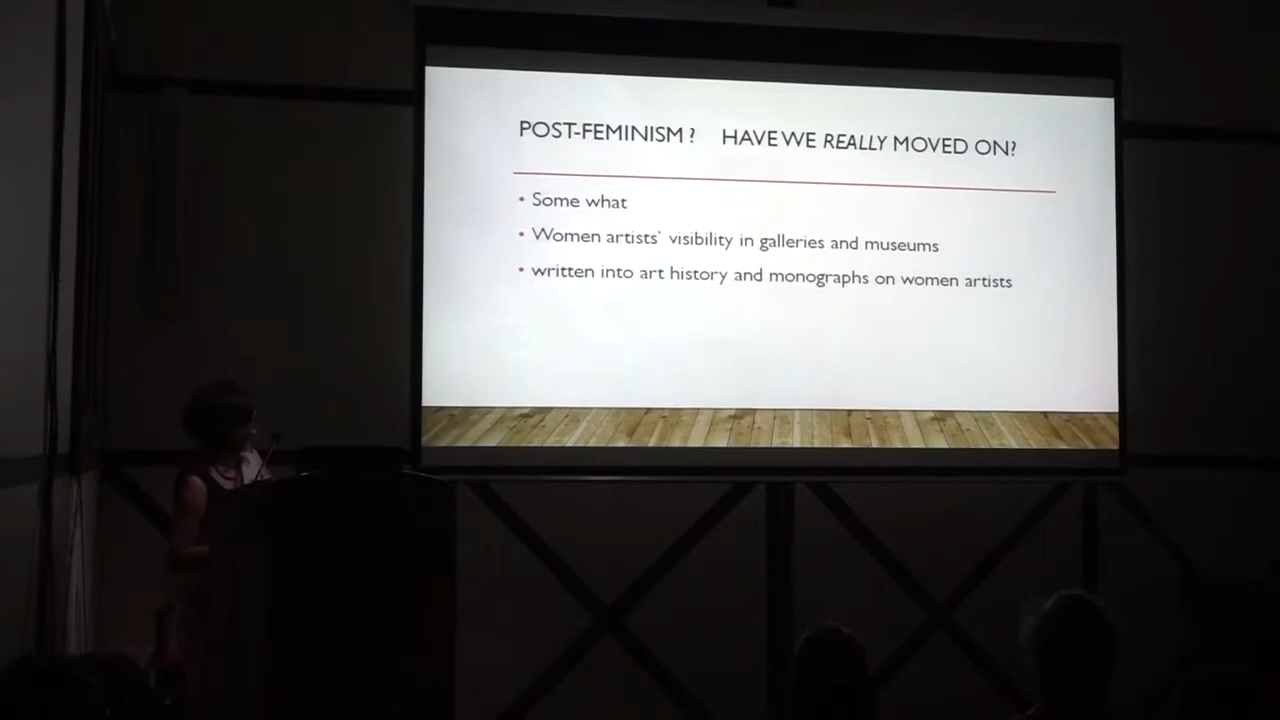 POST-FEMINISM ? HAVE WE REALLY MOVED ON?
• Some what
• Women artists' visibility in galleries and museums
• written into art history and monographs on women artists